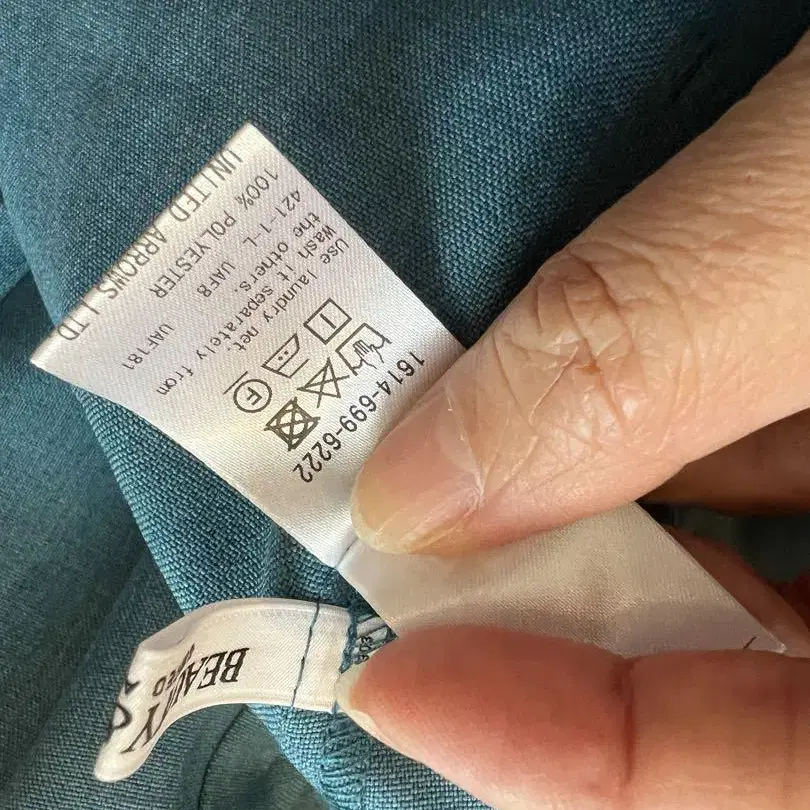 1614-699-6222
F
Use laundry net.
Wash it separately from
the others.
421-1-L UAF8 UAF181
100% POLYESTER
UNITED ARROWS LTD
BEAUTY